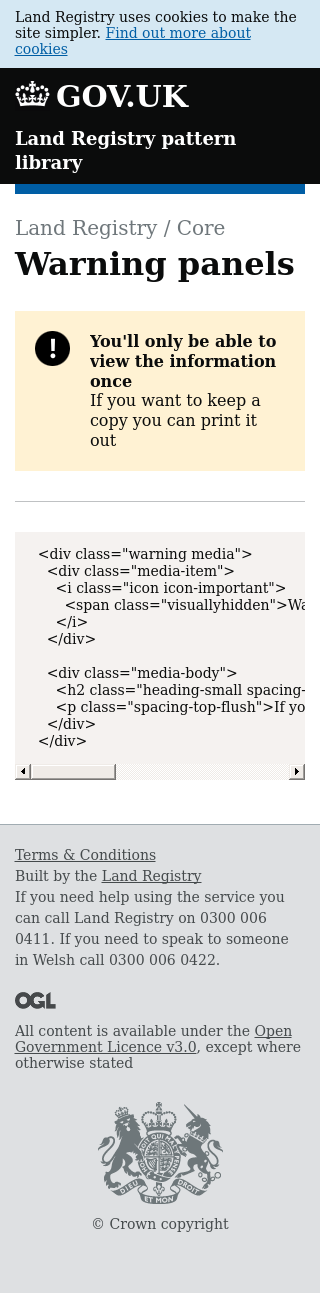 Land Registry uses cookies to make the
site simpler. Find out more about
cookies
GOV.UK
Land Registry pattern
library
Land Registry / Core
Warning panels
You'll only be able to
view the information
once
If you want to keep a
copy you can print it
out
<div class="warning media">
<div class="media-item">
<i class="icon icon-important">
<span class="visuallyhidden">Wa
</i>
</div>
<div class="media-body">
<h2 class="heading-small spacing-
<p class="spacing-top-flush">If yo
</div>
</div>
Terms & Conditions
Built by the Land Registry
If you need help using the service you
can call Land Registry on 0300 006
0411. If you need to speak to someone
in Welsh call 0300 006 0422.
OGL
All content is available under the Open
Government Licence v3.0, except where
otherwise stated
DIEU ET MON DROIT
© Crown copyright